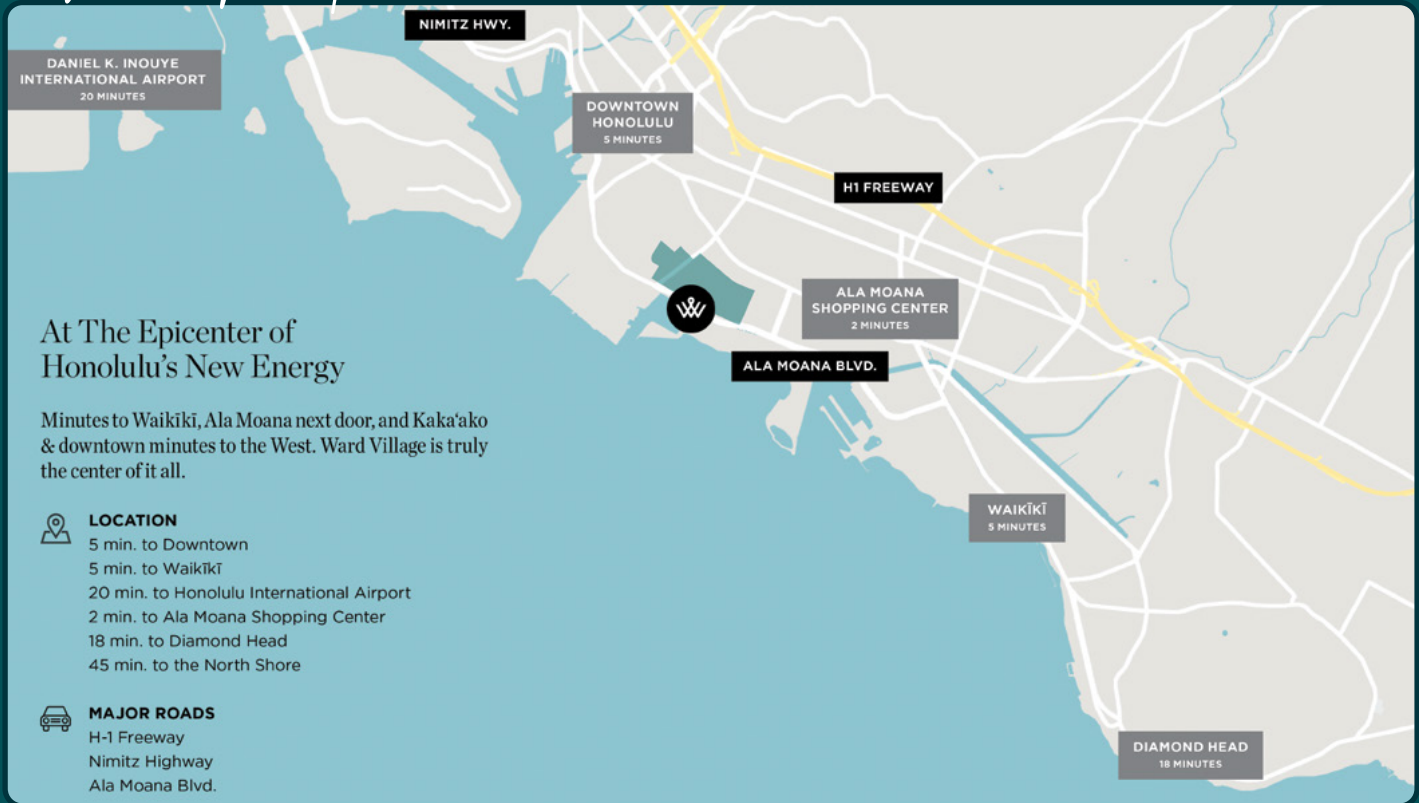 NIMITZ HWY.
DANIEL K. INOUYE
INTERNATIONAL AIRPORT
20 MINUTES
DOWNTOWN
HONOLULU
5 MINUTES
H1 FREEWAY
ALA MOANA
SHOPPING CENTER
2 MINUTES
ALA MOANA BLVD.
WAIKĪKĪ
5 MINUTES
DIAMOND HEAD
18 MINUTES
At The Epicenter of
Honolulu’s New Energy
Minutes to Waikīkī, Ala Moana next door, and Kaka‘ako
& downtown minutes to the West. Ward Village is truly
the center of it all.
LOCATION
5 min. to Downtown
5 min. to Waikīkī
20 min. to Honolulu International Airport
2 min. to Ala Moana Shopping Center
18 min. to Diamond Head
45 min. to the North Shore
MAJOR ROADS
H-1 Freeway
Nimitz Highway
Ala Moana Blvd.